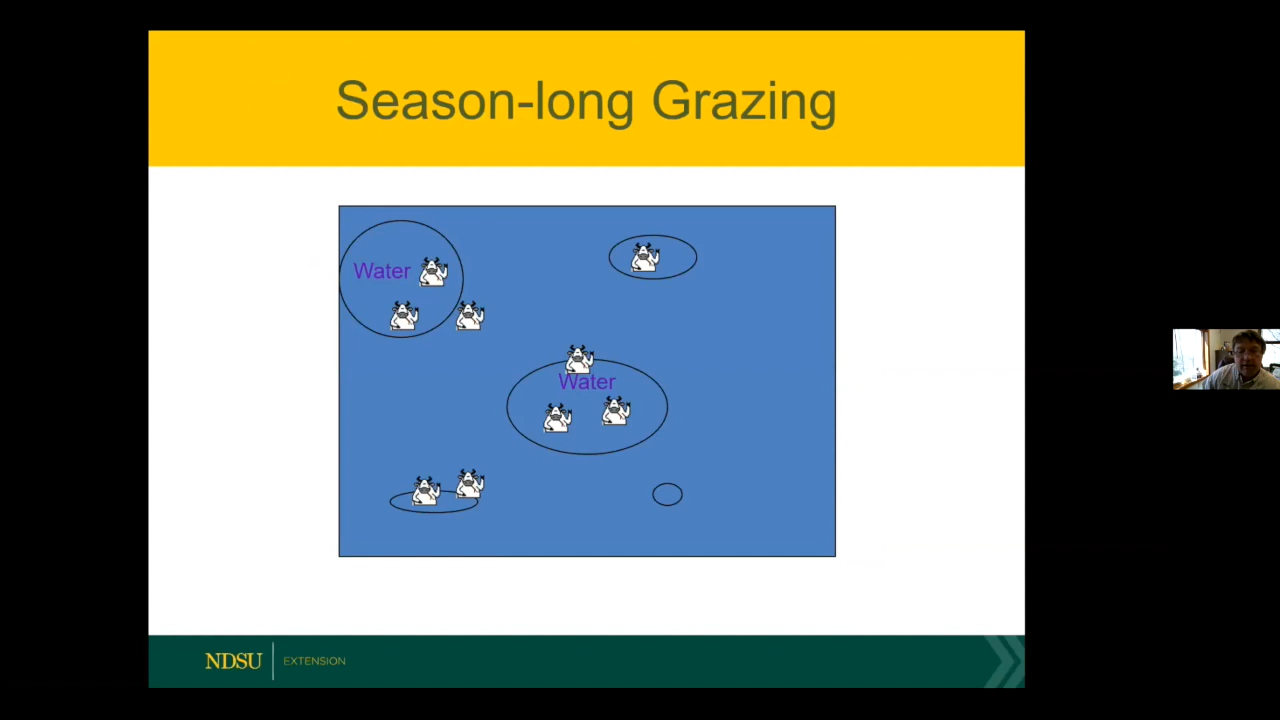 Season-long Grazing
Water
Water
NDSU
EXTENSION